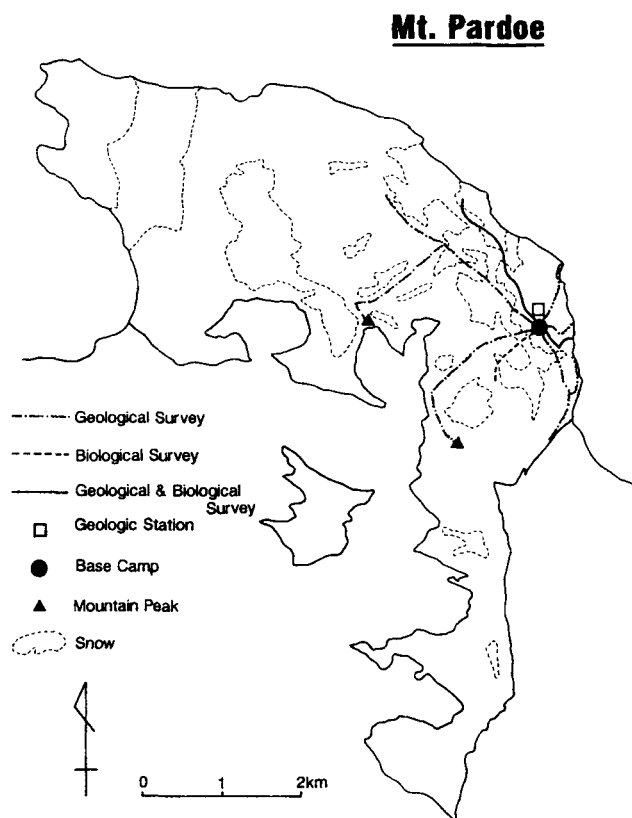 Mt. Pardoe
Geological Survey
Biological Survey
Geological & Biological
Survey
Geologic Station
Base Camp
Mountain Peak
Snow
0 1 2km